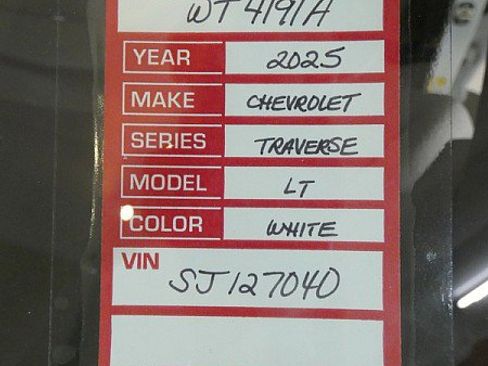 WT4191A
YEAR 2025
MAKE CHEVROLET
SERIES TRAVERSE
MODEL LT
COLOR WHITE
VIN
SJ127040